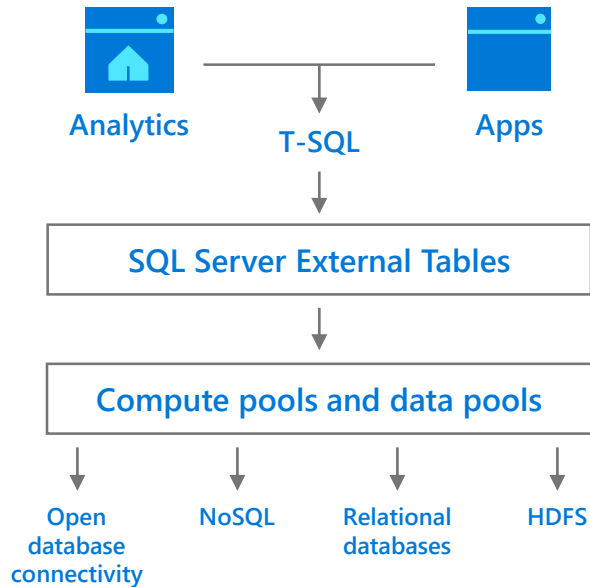 Analytics
Apps
T-SQL
SQL Server External Tables
Compute pools and data pools
Open
database
connectivity
NoSQL
Relational
databases
HDFS